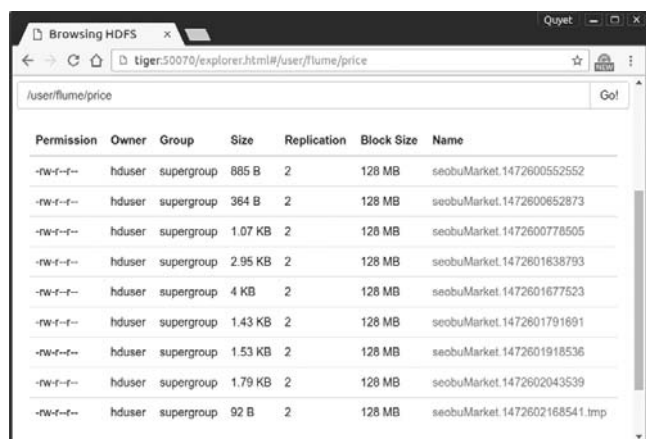 Quyet
Browsing HDFS
tiger:50070/explorer.html#/user/flume/price
NEW
/user/flume/price Go!
Permission Owner Group Size Replication Block Size Name
-rw-r--r-- hduser supergroup 885 B 2 128 MB seobuMarket.1472600552552
-rw-r--r-- hduser supergroup 364 B 2 128 MB seobuMarket.1472600652873
-rw-r--r-- hduser supergroup 1.07 KB 2 128 MB seobuMarket.1472600778505
-rw-r--r-- hduser supergroup 2.95 KB 2 128 MB seobuMarket.1472601638793
-rw-r--r-- hduser supergroup 4 KB 2 128 MB seobuMarket.1472601677523
-rw-r--r-- hduser supergroup 1.43 KB 2 128 MB seobuMarket.1472601791691
-rw-r--r-- hduser supergroup 1.53 KB 2 128 MB seobuMarket.1472601918536
-rw-r--r-- hduser supergroup 1.79 KB 2 128 MB seobuMarket.1472602043539
-rw-r--r-- hduser supergroup 92 B 2 128 MB seobuMarket.1472602168541.tmp